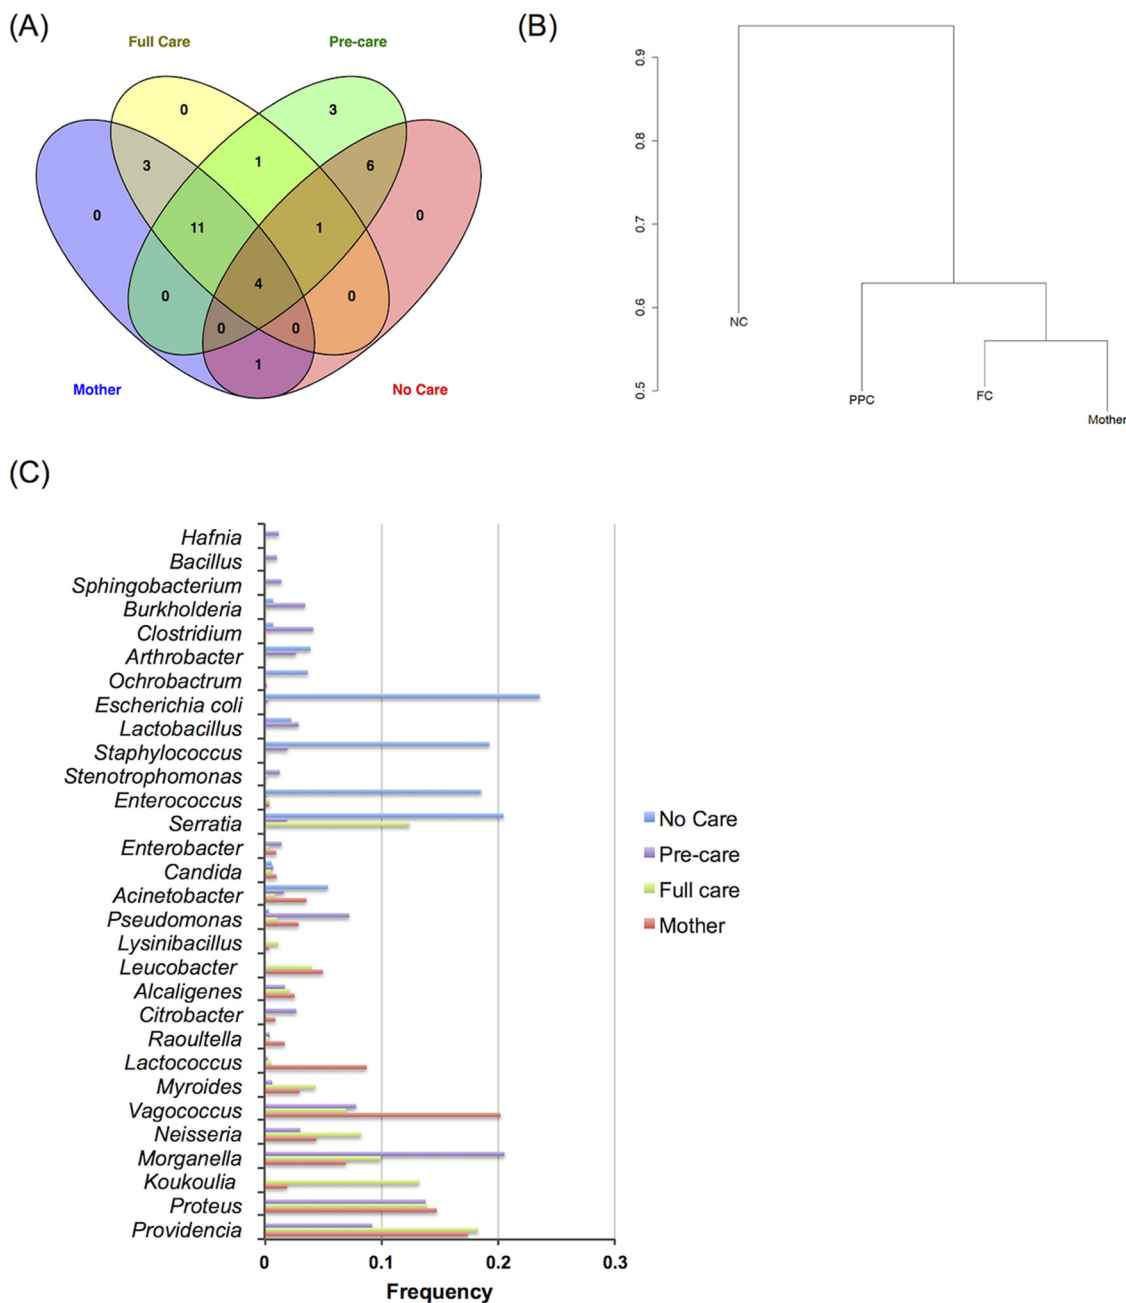 (A)
Full Care
Pre-care
0
3
3
1
6
0
11
1
0
0
4
0
0
0
1
Mother
No Care
(B)
0.9
0.8
0.7
0.6
0.5
NC
PPC
FC
Mother
(C)
Hafnia
Bacillus
Sphingobacterium
Burkholderia
Clostridium
Arthrobacter
Ochrobactrum
Escherichia coli
Lactobacillus
Staphylococcus
Stenotrophomonas
Enterococcus
Serratia
Enterobacter
Candida
Acinetobacter
Pseudomonas
Lysinibacillus
Leucobacter
Alcaligenes
Citrobacter
Raoultella
Lactococcus
Myroides
Vagococcus
Neisseria
Morganella
Koukoulia
Proteus
Providencia
0
0.1
0.2
0.3
Frequency
No Care
Pre-care
Full care
Mother